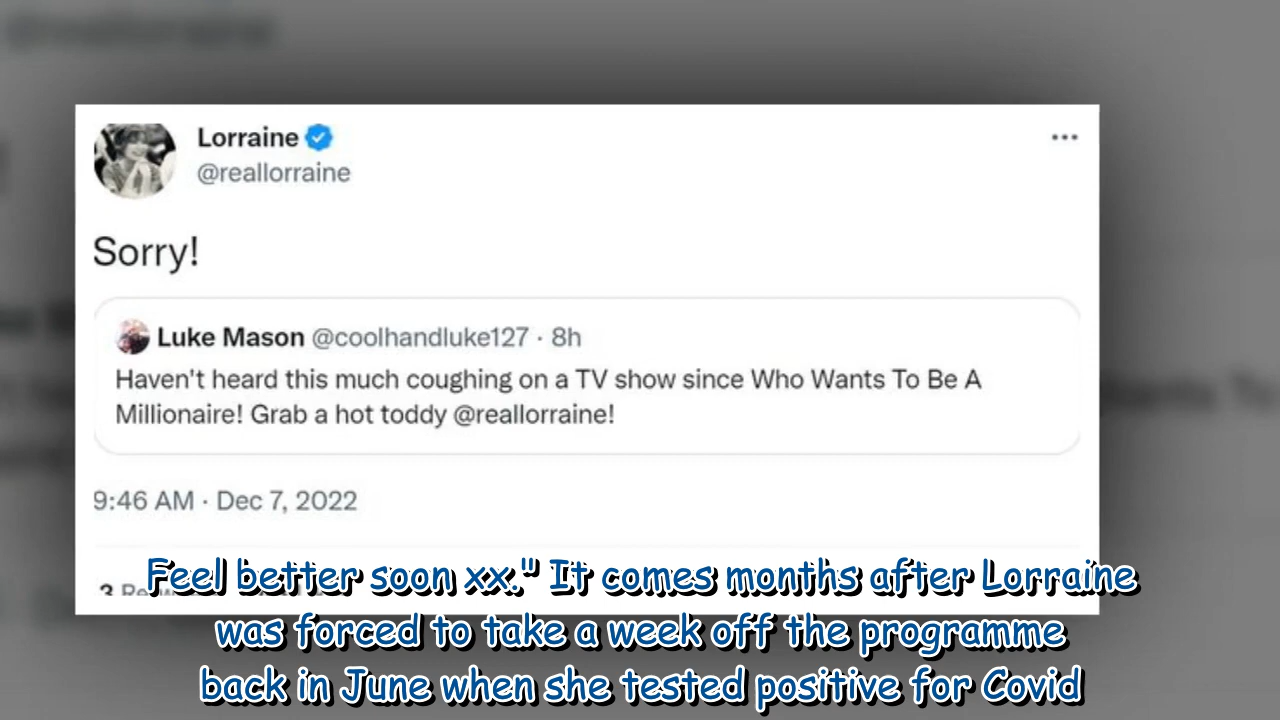 Lorraine
@reallorraine
Sorry!
Luke Mason @coolhandluke127 · 8h
Haven't heard this much coughing on a TV show since Who Wants To Be A
Millionaire! Grab a hot toddy @reallorraine!
9:46 AM · Dec 7, 2022
3
Feel better soon xx." It comes months after Lorraine
was forced to take a week off the programme
back in June when she tested positive for Covid